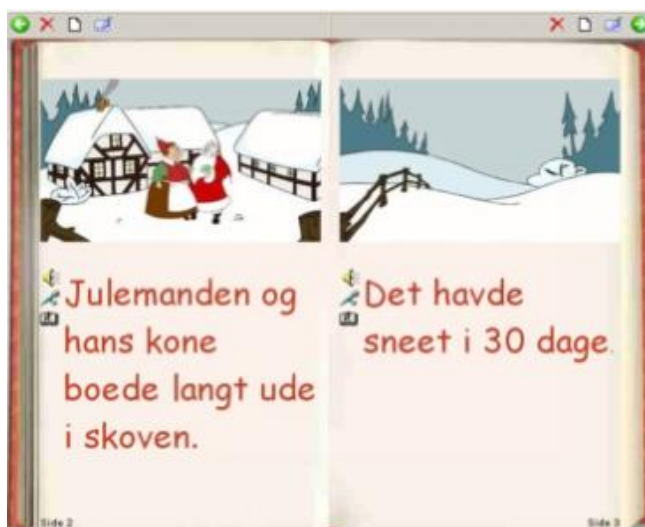 Julemanden og
hans kone
boede langt ude
i skoven.
Side 2
Det havde
sneet i 30 dage.
Side 3